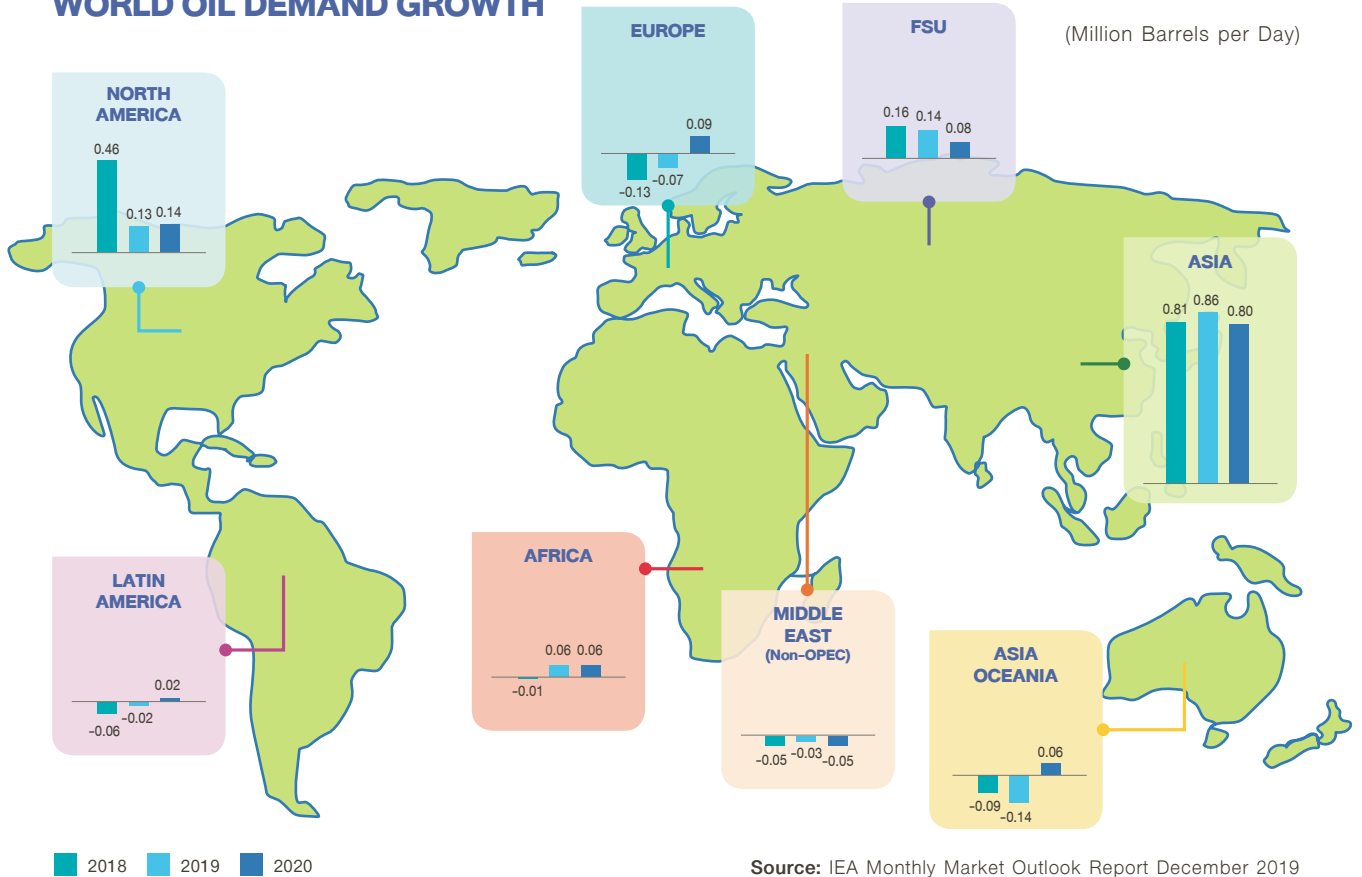 WORLD OIL DEMAND GROWTH
(Million Barrels per Day)
NORTH
AMERICA
0.46
0.13
0.14
EUROPE
-0.13
-0.07
0.09
FSU
0.16
0.14
0.08
ASIA
0.81
0.86
0.80
LATIN
AMERICA
-0.06
-0.02
0.02
AFRICA
-0.01
0.06
0.06
MIDDLE
EAST
(Non-OPEC)
-0.05
-0.03
-0.05
ASIA
OCEANIA
-0.09
-0.14
0.06
2018
2019
2020
Source: IEA Monthly Market Outlook Report December 2019